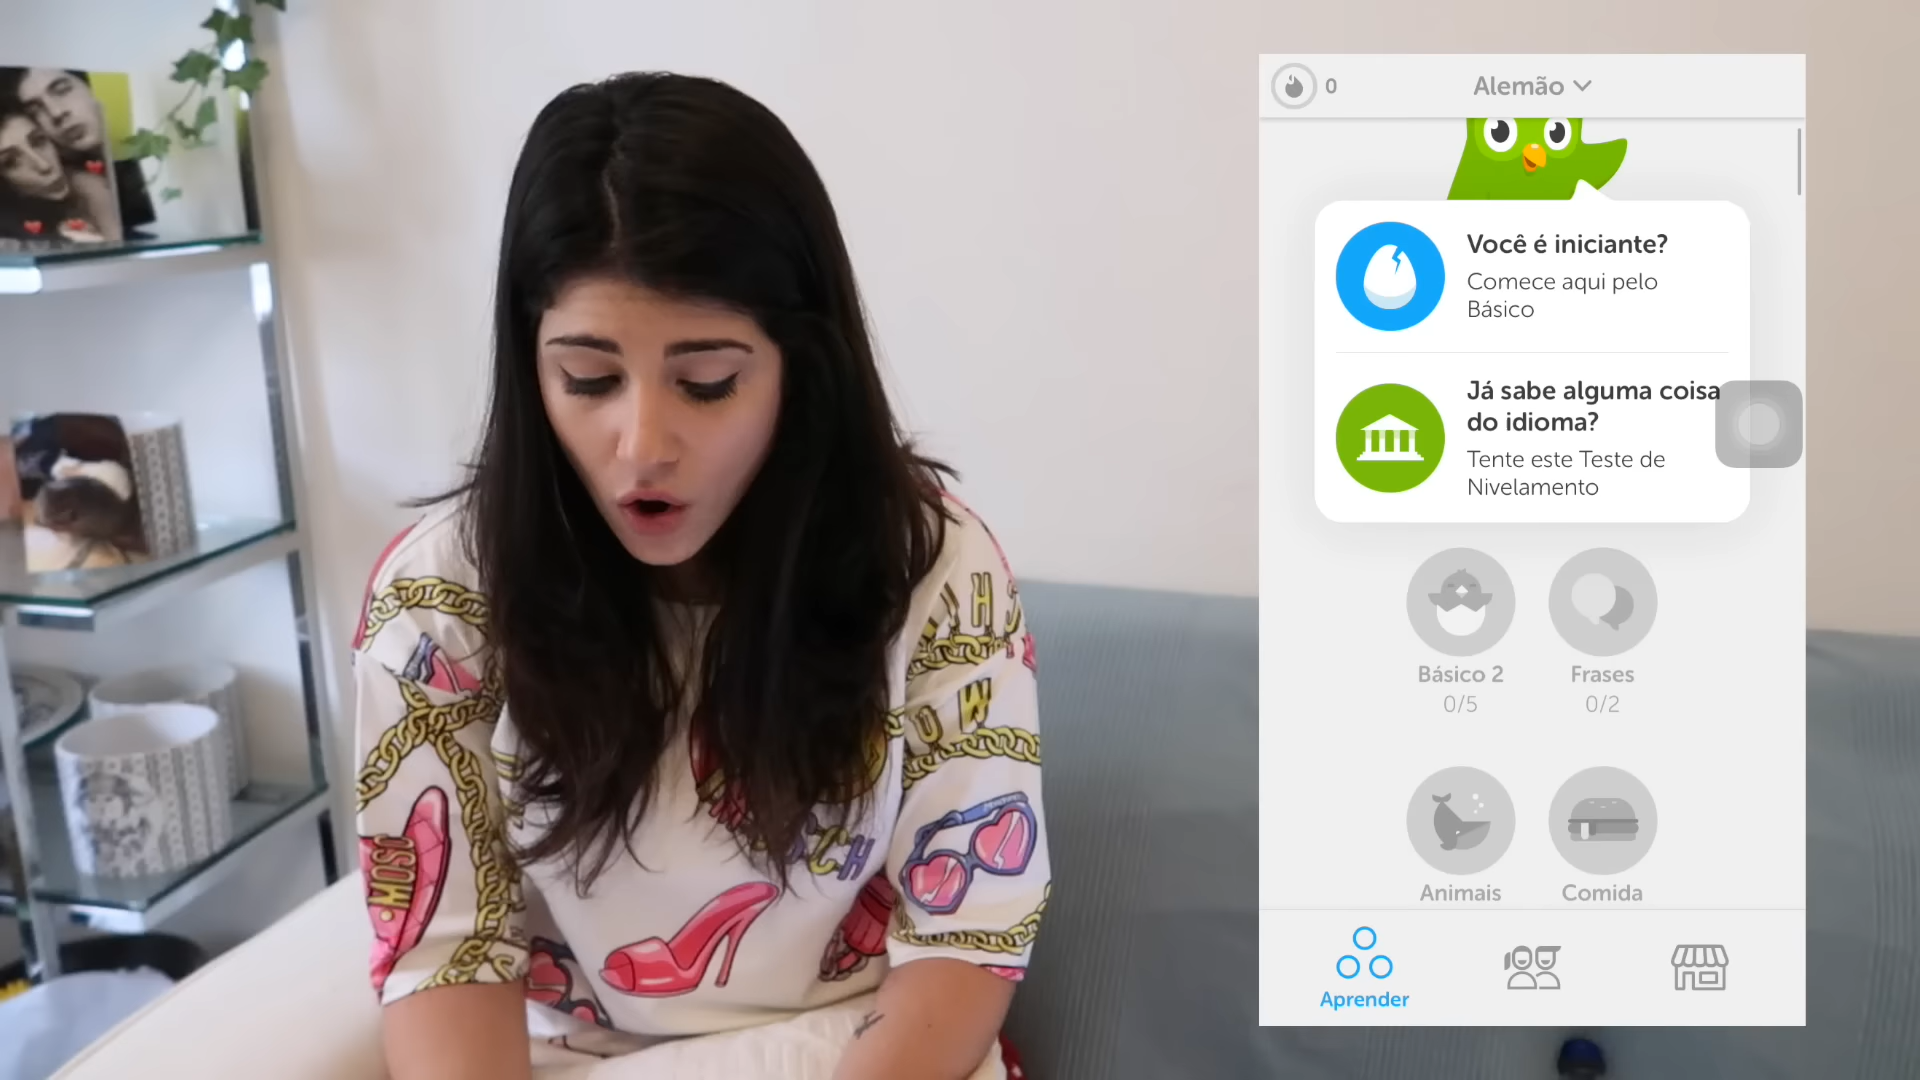 0
Alemão
Você é iniciante?
Comece aqui pelo
Básico
Já sabe alguma coisa
do idioma?
Tente este Teste de
Nivelamento
Básico 2
Frases
0/5
0/2
Animais
Comida
Aprender
MOSC